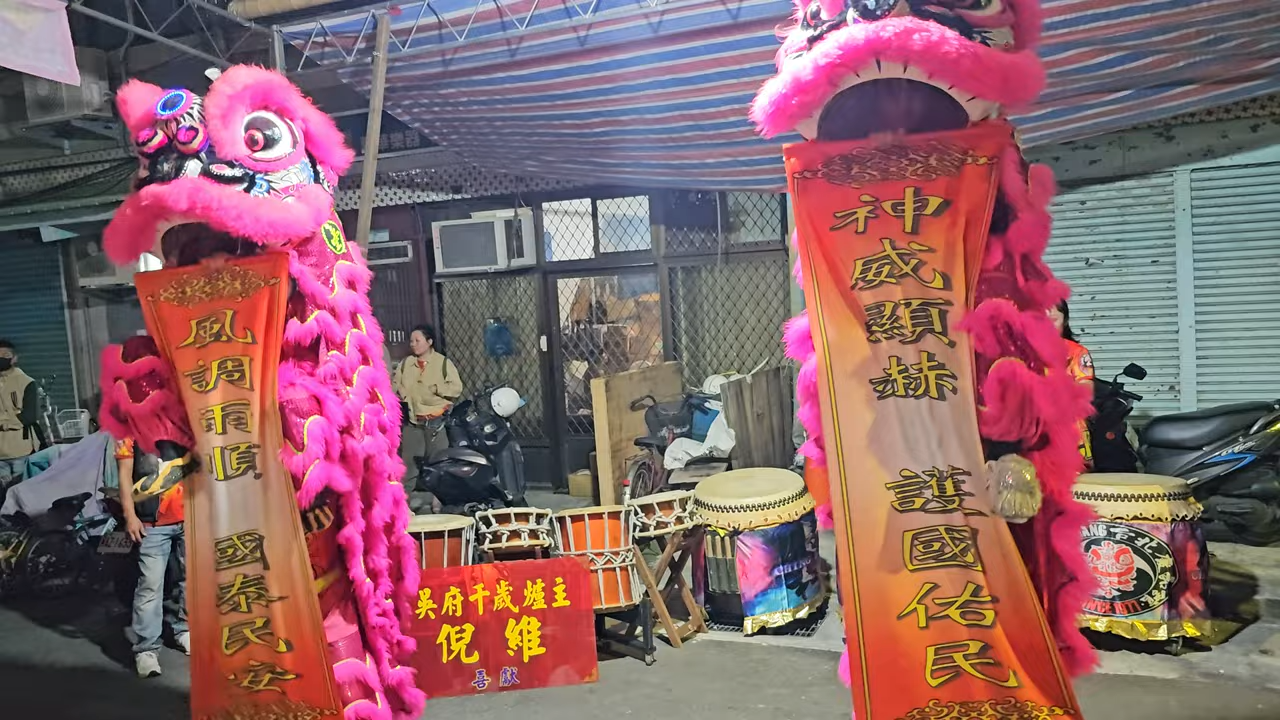 風調雨順 國泰民安
神威顯赫 護國佑民
吳府千歲爐主
倪維
喜獻